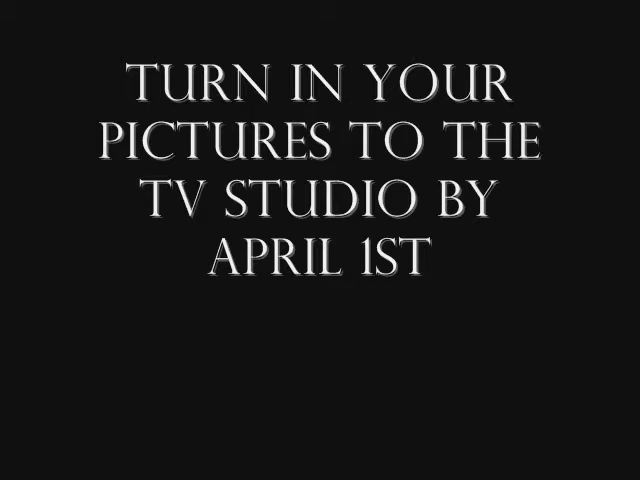 TURN IN YOUR
PICTURES TO THE
TV STUDIO BY
APRIL 1ST